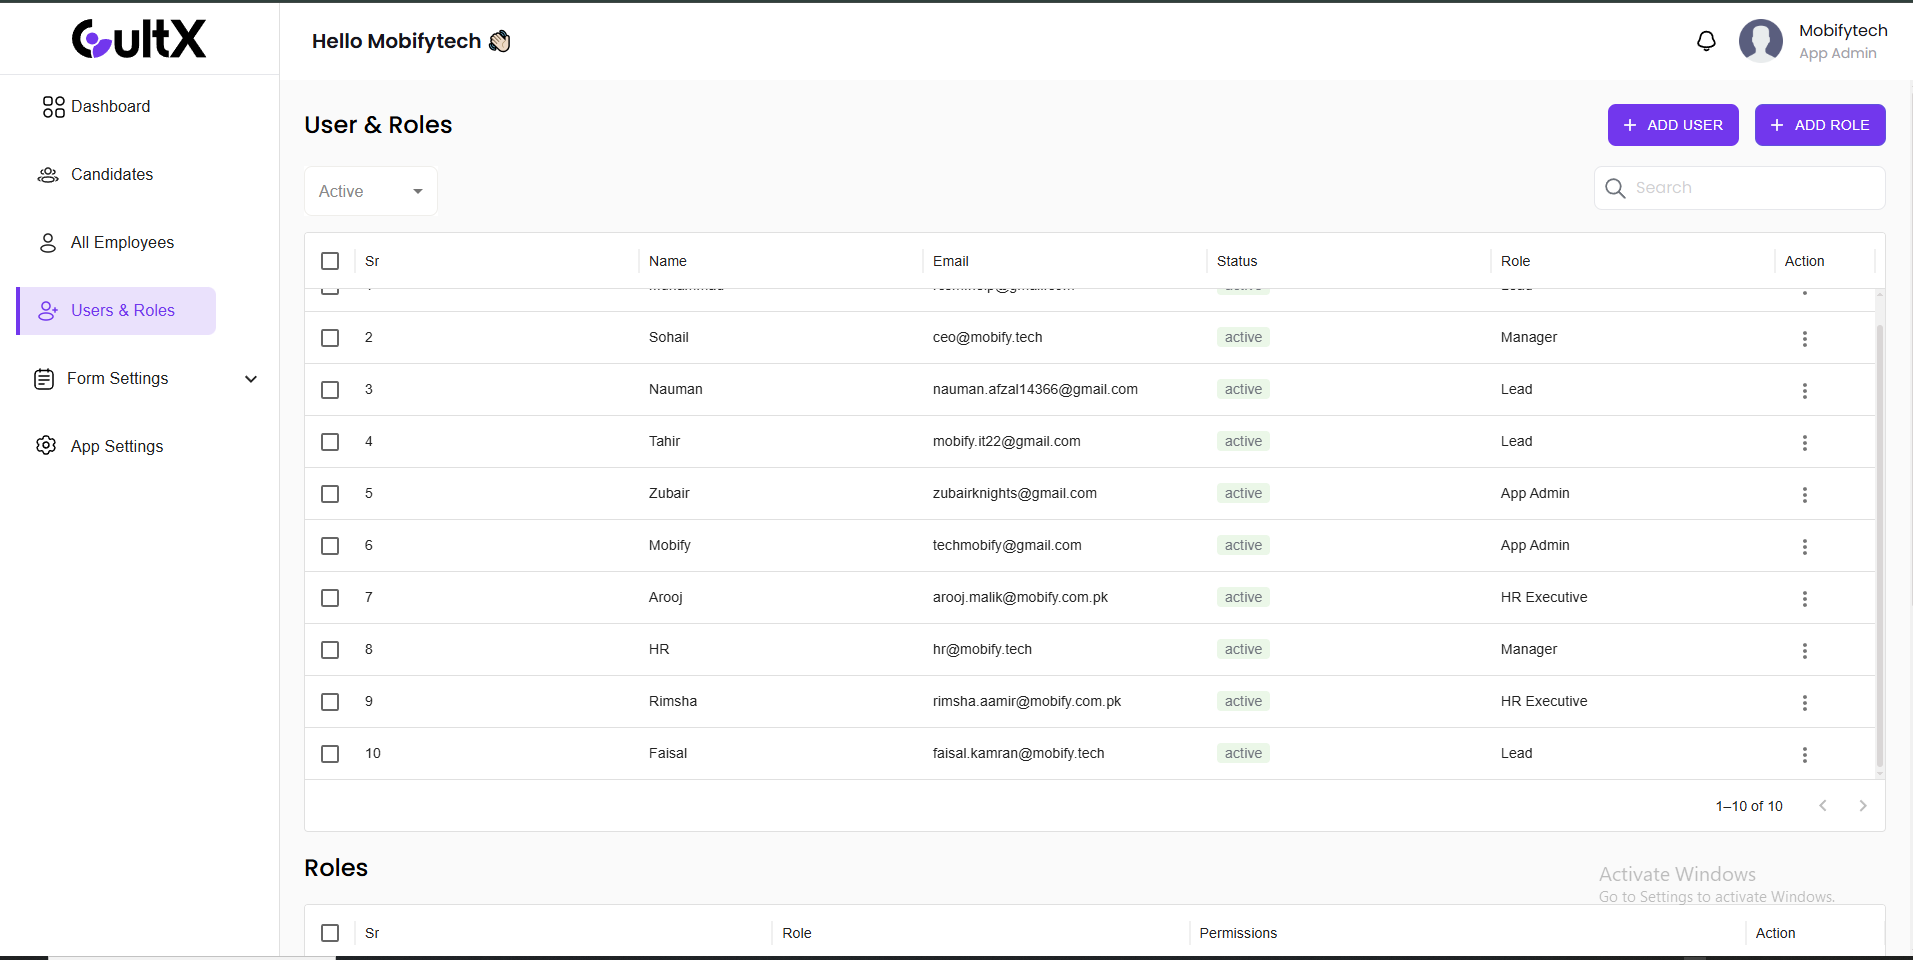 CultX
Hello Mobifytech
Mobifytech
App Admin
Dashboard
Candidates
All Employees
Users & Roles
Form Settings
App Settings
User & Roles
+ ADD USER
+ ADD ROLE
Active
Search
Sr Name Email Status Role Action
2 Sohail ceo@mobify.tech active Manager
3 Nauman nauman.afzal14366@gmail.com active Lead
4 Tahir mobify.it22@gmail.com active Lead
5 Zubair zubairknights@gmail.com active App Admin
6 Mobify techmobify@gmail.com active App Admin
7 Arooj arooj.malik@mobify.com.pk active HR Executive
8 HR hr@mobify.tech active Manager
9 Rimsha rimsha.aamir@mobify.com.pk active HR Executive
10 Faisal faisal.kamran@mobify.tech active Lead
1–10 of 10
Roles
Activate Windows
Go to Settings to activate Windows.
Sr Role Permissions Action